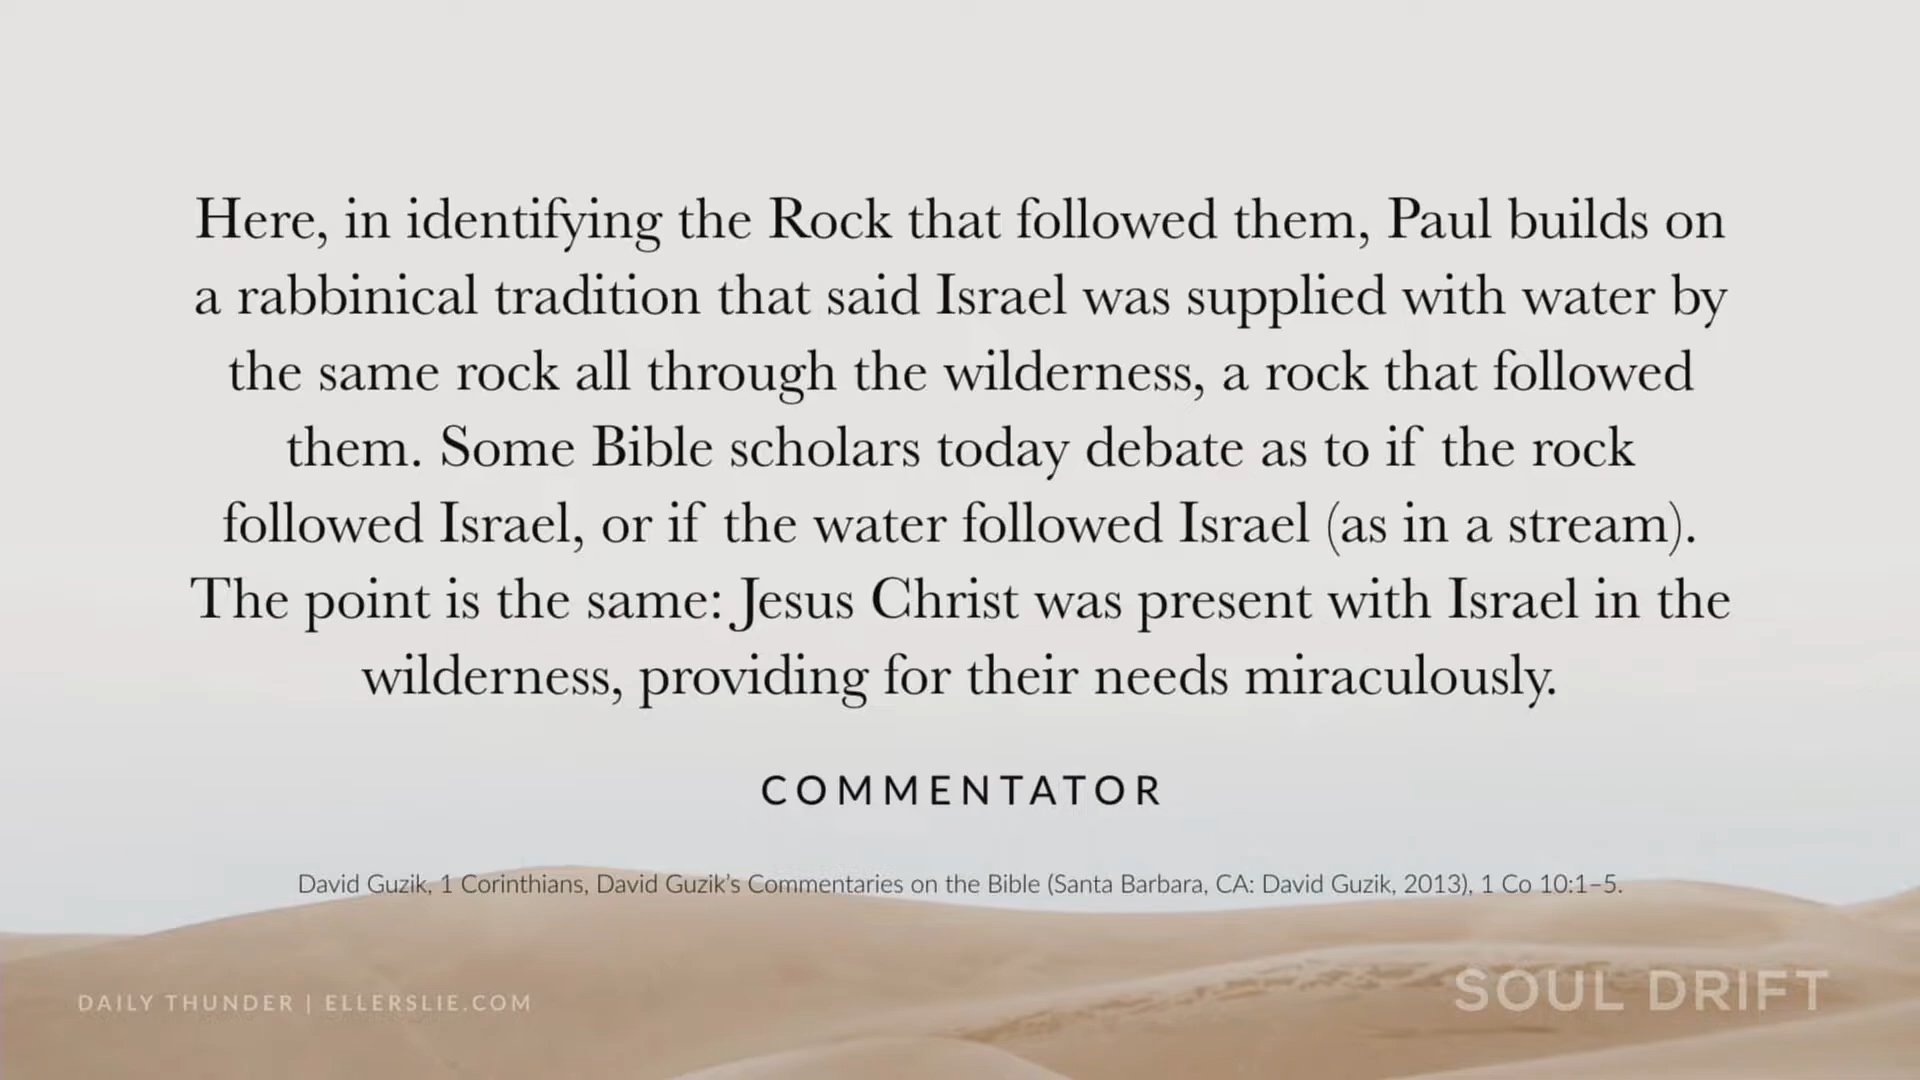 Here, in identifying the Rock that followed them, Paul builds on
a rabbinical tradition that said Israel was supplied with water by
the same rock all through the wilderness, a rock that followed
them. Some Bible scholars today debate as to if the rock
followed Israel, or if the water followed Israel (as in a stream).
The point is the same: Jesus Christ was present with Israel in the
wilderness, providing for their needs miraculously.
COMMENTATOR
David Guzik, 1 Corinthians, David Guzik’s Commentaries on the Bible (Santa Barbara, CA: David Guzik, 2013), 1 Co 10:1–5.
DAILY THUNDER | ELLERSLIE.COM
SOUL DRIFT